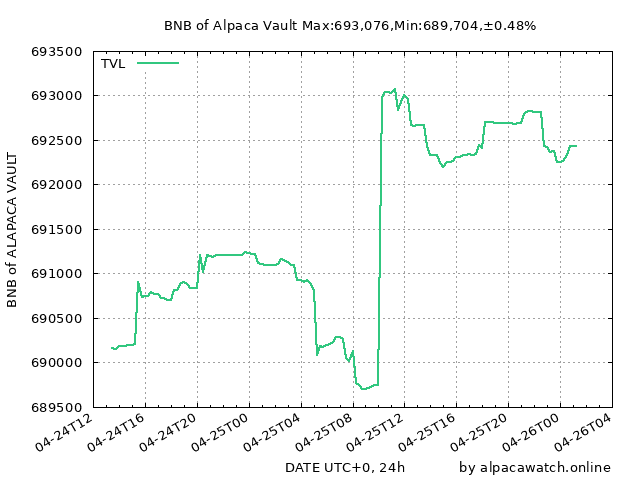 BNB of Alpaca Vault Max:693,076,Min:689,704,±0.48%
693500
693000
692500
692000
691500
691000
690500
690000
689500
BNB of ALAPACA VAULT
TVL
04-24T12
04-24T16
04-24T20
04-25T00
04-25T04
04-25T08
04-25T12
04-25T16
04-25T20
04-26T00
04-26T04
DATE UTC+0, 24h
by alpacawatch.online